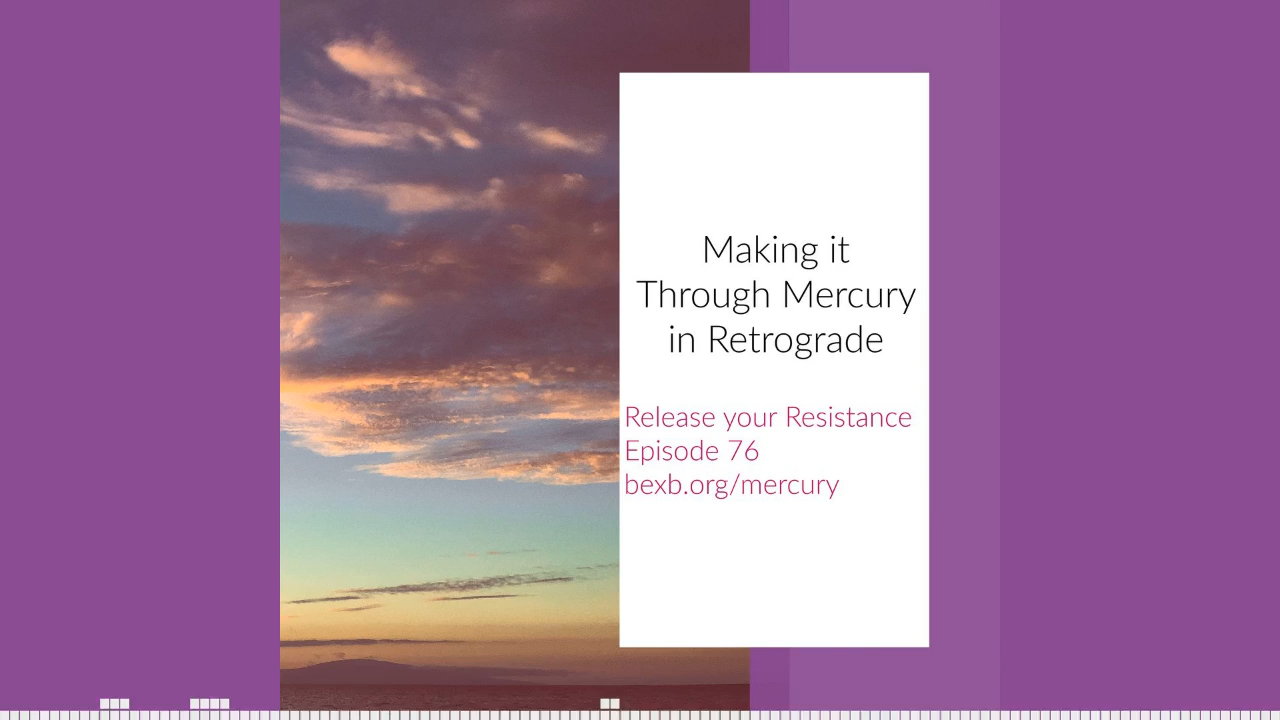 Making it
Through Mercury
in Retrograde
Release your Resistance
Episode 76
bexb.org/mercury